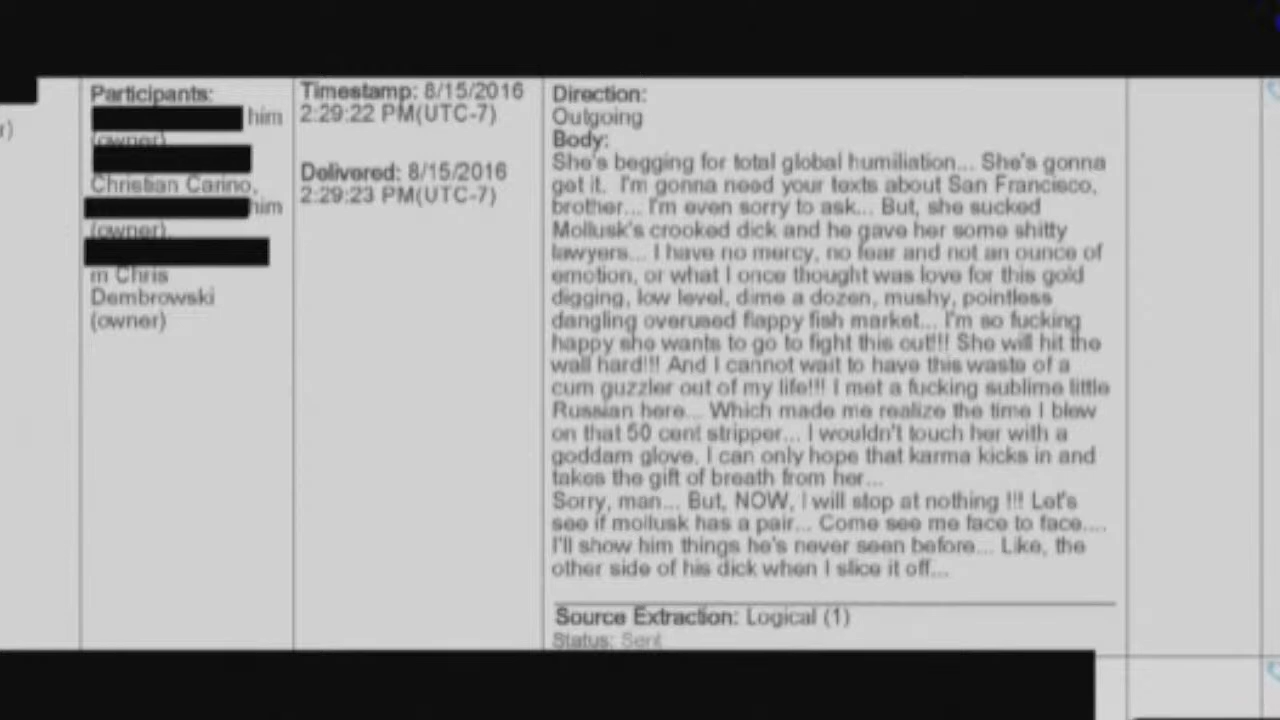 r)
Participants:
him
(owner)
Christian Carino,
him
(owner),
m Chris
Dembrowski
(owner)
Timestamp: 8/15/2016
2:29:22 PM(UTC-7)
Delivered: 8/15/2016
2:29:23 PM(UTC-7)
Direction:
Outgoing
Body:
She's begging for total global humiliation... She's gonna
get it. I'm gonna need your texts about San Francisco,
brother... I'm even sorry to ask... But, she sucked
Mollusk's crooked dick and he gave her some shitty
lawyers... I have no mercy, no fear and not an ounce of
emotion, or what I once thought was love for this gold
digging, low level, dime a dozen, mushy, pointless
dangling overused flappy fish market... I'm so fucking
happy she wants to go to fight this out!!! She will hit the
wall hard!!! And I cannot wait to have this waste of a
cum guzzler out of my life!!! I met a fucking sublime little
Russian here... Which made me realize the time I blew
on that 50 cent stripper... I wouldn't touch her with a
goddam glove. I can only hope that karma kicks in and
takes the gift of breath from her...
Sorry, man... But, NOW, I will stop at nothing !!! Let's
see if mollusk has a pair... Come see me face to face....
I'll show him things he's never seen before... Like, the
other side of his dick when I slice it off...
Source Extraction: Logical (1)
Status: Sent